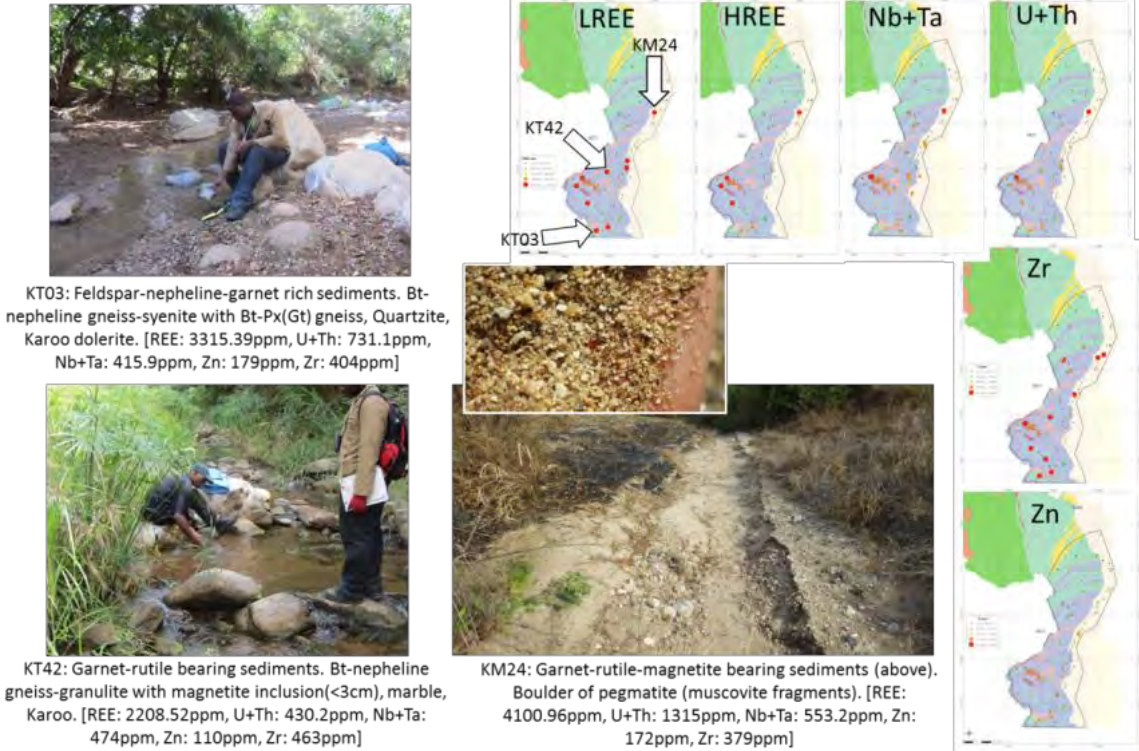 LREE
HREE
Nb+Ta
U+Th
KM24
KT42
KT03
Zr
Zn
KT03: Feldspar-nepheline-garnet rich sediments. Bt-
nepheline gneiss-syenite with Bt-Px(Gt) gneiss, Quartzite,
Karoo dolerite. [REE: 3315.39ppm, U+Th: 731.1ppm,
Nb+Ta: 415.9ppm, Zn: 179ppm, Zr: 404ppm]
KT42: Garnet-rutile bearing sediments. Bt-nepheline
gneiss-granulite with magnetite inclusion(<3cm), marble,
Karoo. [REE: 2208.52ppm, U+Th: 430.2ppm, Nb+Ta:
474ppm, Zn: 110ppm, Zr: 463ppm]
KM24: Garnet-rutile-magnetite bearing sediments (above).
Boulder of pegmatite (muscovite fragments). [REE:
4100.96ppm, U+Th: 1315ppm, Nb+Ta: 553.2ppm, Zn:
172ppm, Zr: 379ppm]